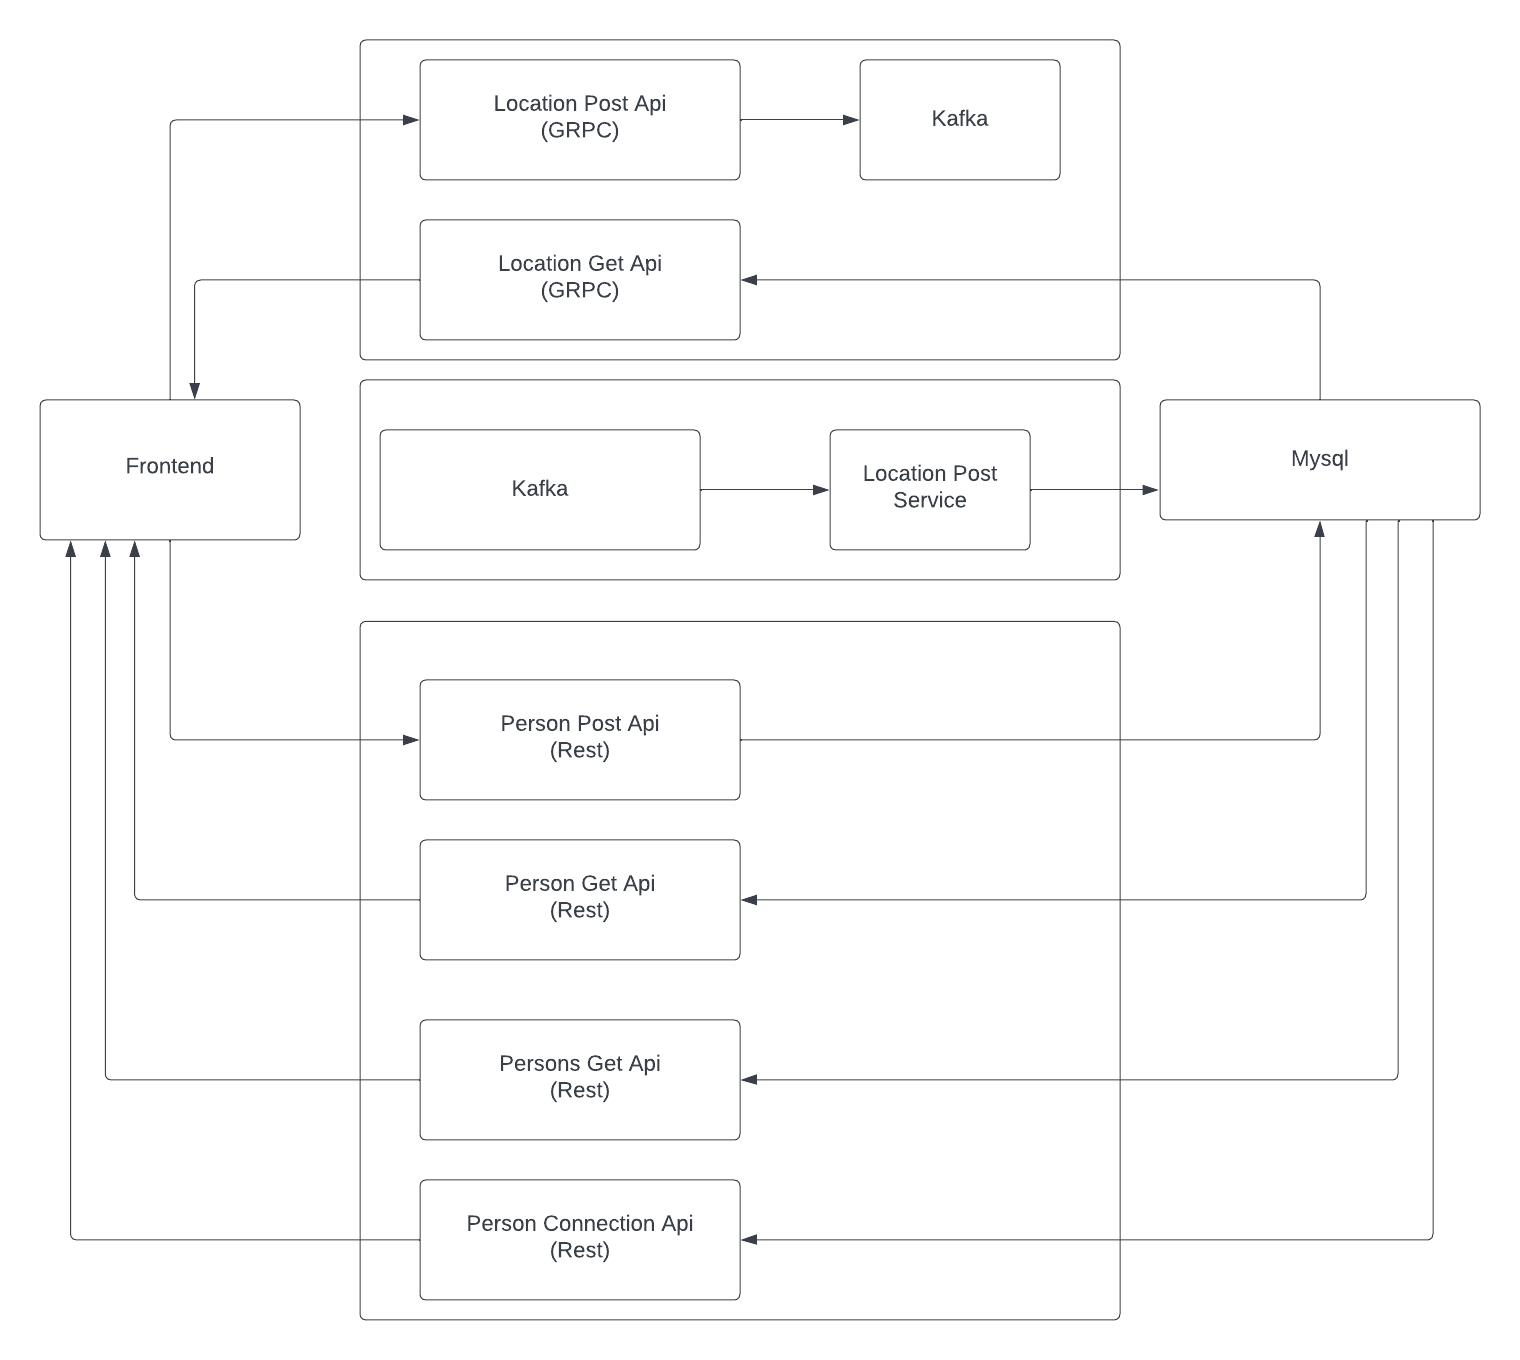 Location Post Api
(GRPC)
Kafka
Location Get Api
(GRPC)
Frontend
Kafka
Location Post
Service
Mysql
Person Post Api
(Rest)
Person Get Api
(Rest)
Persons Get Api
(Rest)
Person Connection Api
(Rest)